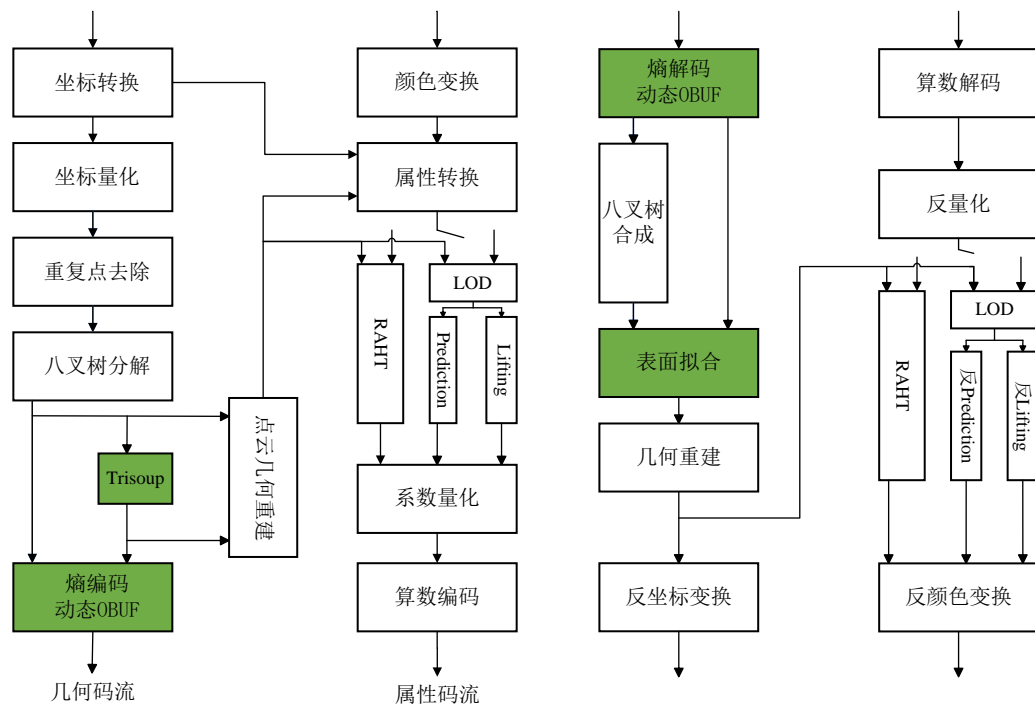 坐标转换
坐标量化
重复点去除
八叉树分解
Trisoup
熵编码
动态OBUF
几何码流
点云几何重建
颜色变换
属性转换
RAHT
LOD
Prediction
Lifting
系数量化
算数编码
属性码流
熵解码
动态OBUF
八叉树
合成
表面拟合
几何重建
反坐标变换
算数解码
反量化
RAHT
LOD
反Prediction
反Lifting
反颜色变换